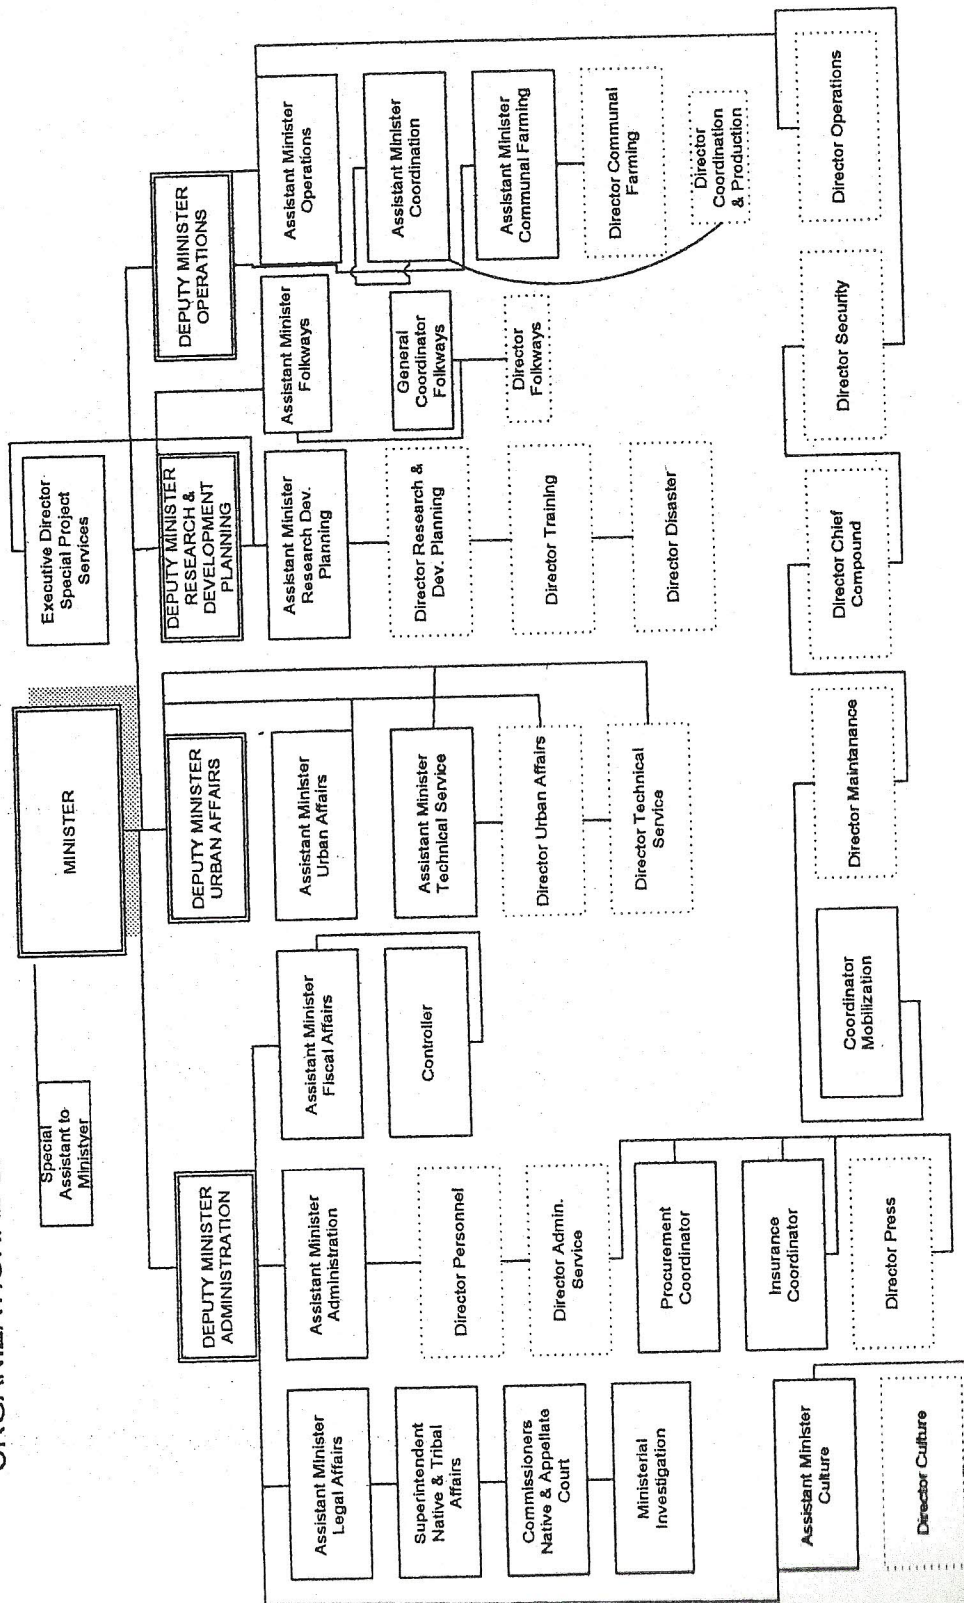 MINISTER
Special
Assistant to
Ministyer
Executive Director
Special Project
Services
DEPUTY MINISTER
ADMINISTRATION
DEPUTY MINISTER
URBAN AFFAIRS
DEPUTY MINISTER
RESEARCH &
DEVELOPMENT
PLANNING
DEPUTY MINISTER
OPERATIONS
Assistant Minister
Legal Affairs
Assistant Minister
Administration
Assistant Minister
Fiscal Affairs
Assistant Minister
Urban Affairs
Assistant Minister
Research Dev.
Planning
Assistant Minister
Folkways
Assistant Minister
Operations
Superintendent
Native & Tribal
Affairs
Director Personnel
Controller
Assistant Minister
Technical Service
Director Research &
Dev. Planning
General
Coordinator
Folkways
Assistant Minister
Coordination
Commissioners
Native & Appellate
Court
Director Admin.
Service
Director Urban Affairs
Director Training
Director
Folkways
Assistant Minister
Communal Farming
Ministerial
Investigation
Procurement
Coordinator
Director Technical
Service
Director Disaster
Director Communal
Farming
Insurance
Coordinator
Director
Coordination
& Production
Assistant Minister
Culture
Director Press
Coordinator
Mobilization
Director Maintanance
Director Chief
Compound
Director Security
Director Operations
Director Culture